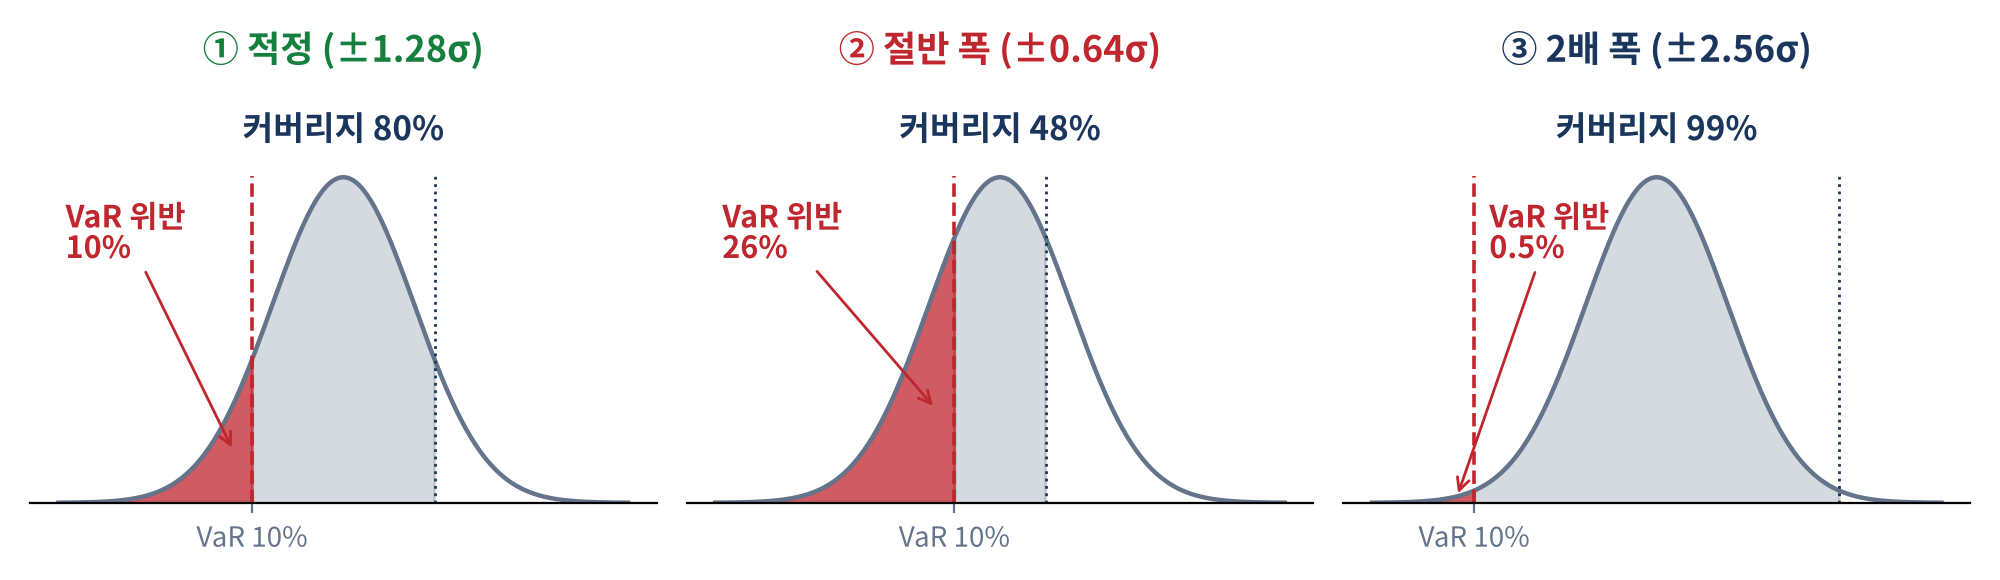 ① 적정 (±1.28σ)
커버리지 80%
VaR 위반
10%
VaR 10%
② 절반 폭 (±0.64σ)
커버리지 48%
VaR 위반
26%
VaR 10%
③ 2배 폭 (±2.56σ)
커버리지 99%
VaR 위반
0.5%
VaR 10%